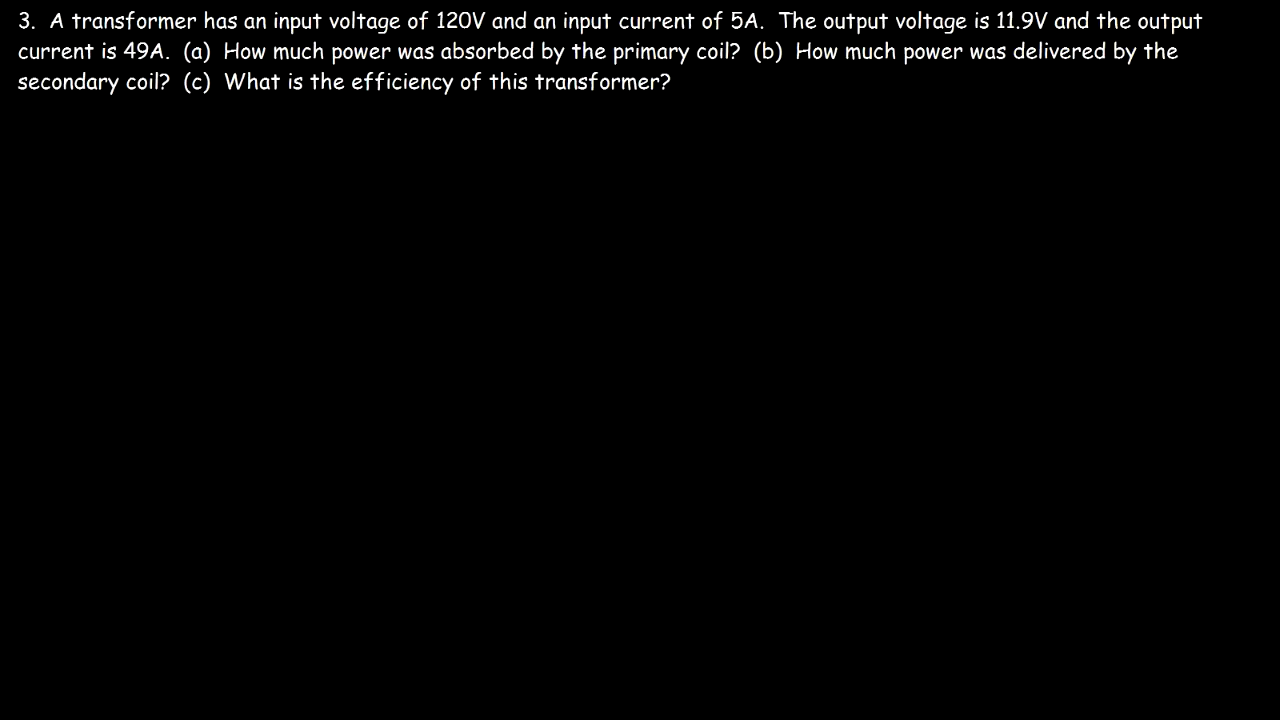 3.  A transformer has an input voltage of 120V and an input current of 5A.  The output voltage is 11.9V and the output
current is 49A.  (a)  How much power was absorbed by the primary coil?  (b)  How much power was delivered by the
secondary coil?  (c)  What is the efficiency of this transformer?